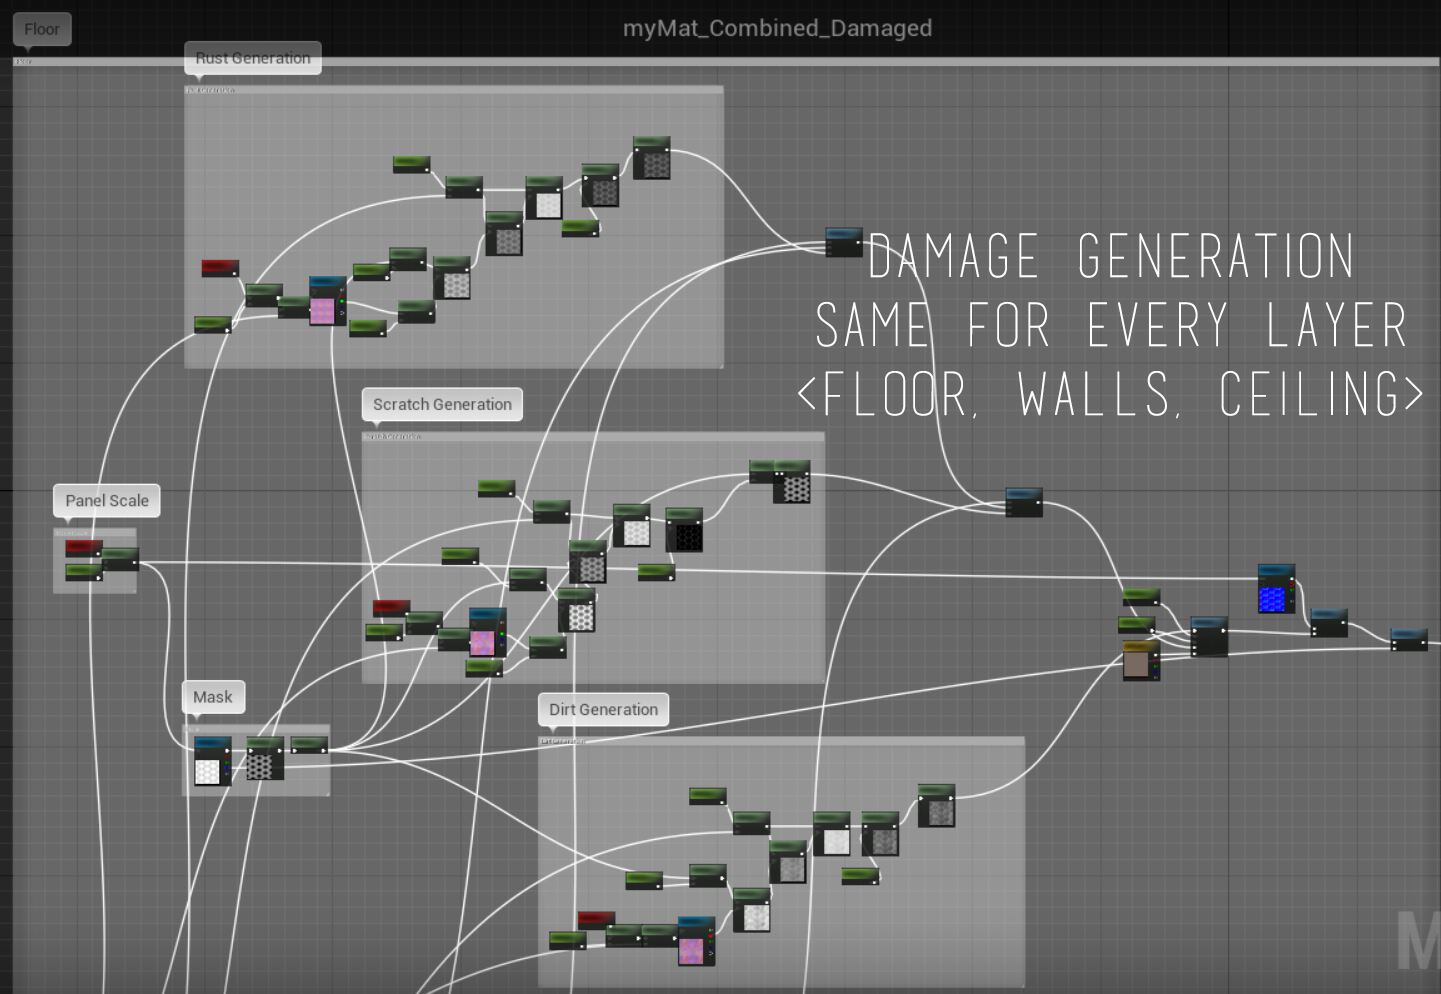 Floor
myMat_Combined_Damaged
Rust Generation
DAMAGE GENERATION
SAME FOR EVERY LAYER
<FLOOR, WALLS, CEILING>
Scratch Generation
Panel Scale
Mask
Dirt Generation
M